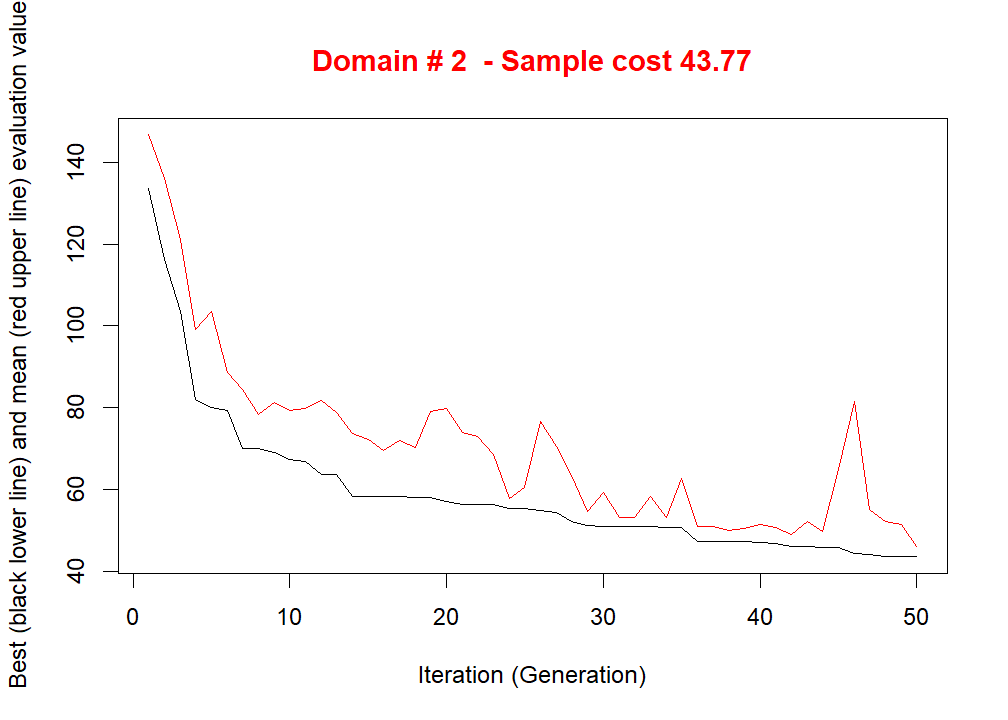 Domain # 2  - Sample cost 43.77
Best (black lower line) and mean (red upper line) evaluation value
140
120
100
80
60
40
0 10 20 30 40 50
Iteration (Generation)